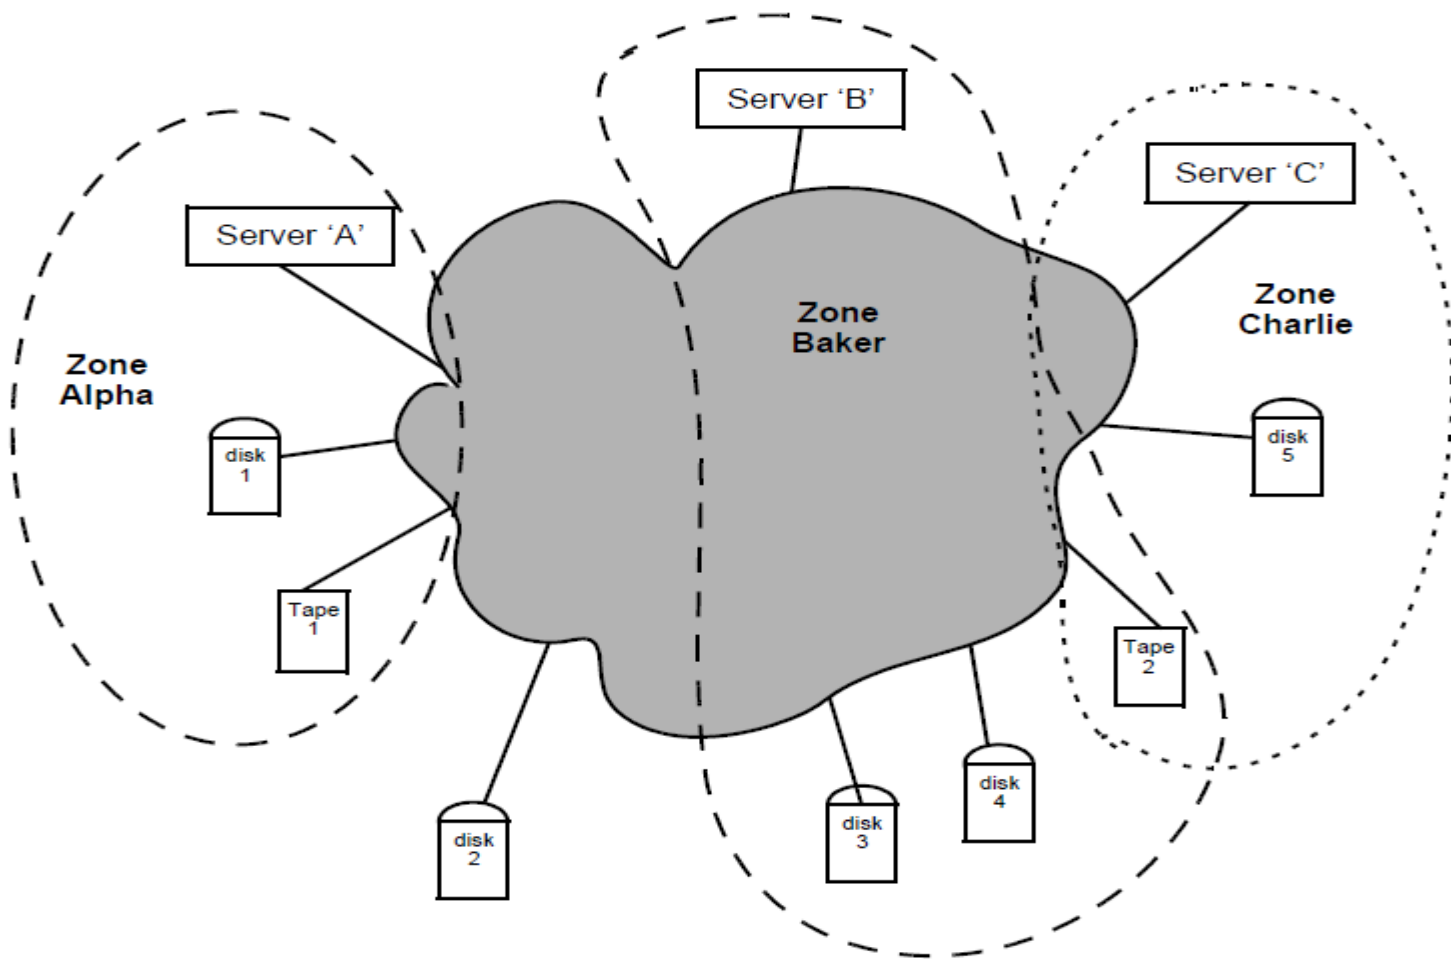 Server ‘B’
Server ‘C’
Server ‘A’
Zone
Alpha
Zone
Baker
Zone
Charlie
disk
1
disk
5
Tape
1
Tape
2
disk
2
disk
3
disk
4